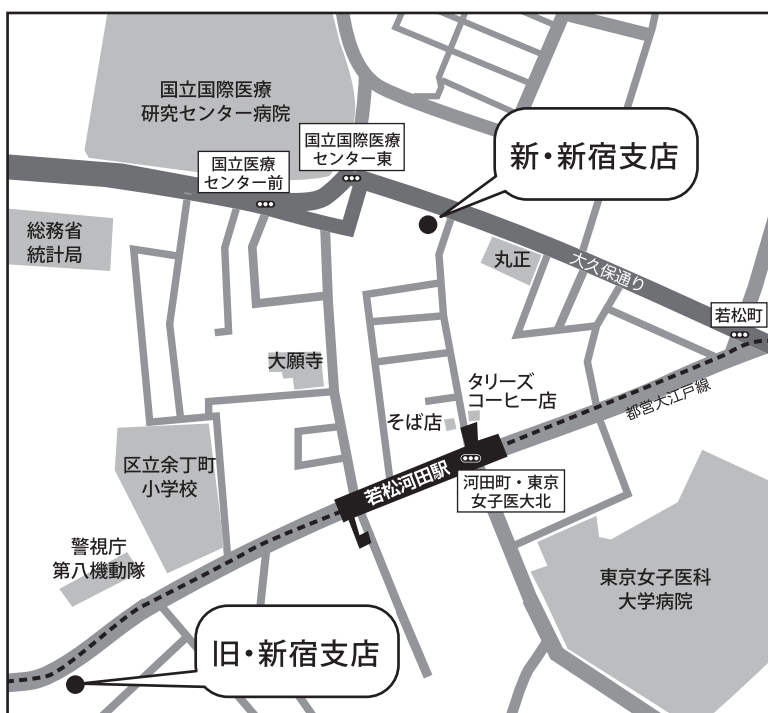 国立国際医療
研究センター病院
国立国際医療
センター東
国立医療
センター前
新・新宿支店
総務省
統計局
丸正
大久保通り
若松町
大願寺
タリーズ
コーヒー店
そば店
都営大江戸線
区立余丁町
小学校
若松河田駅
河田町・東京
女子医大北
警視庁
第八機動隊
東京女子医科
大学病院
旧・新宿支店